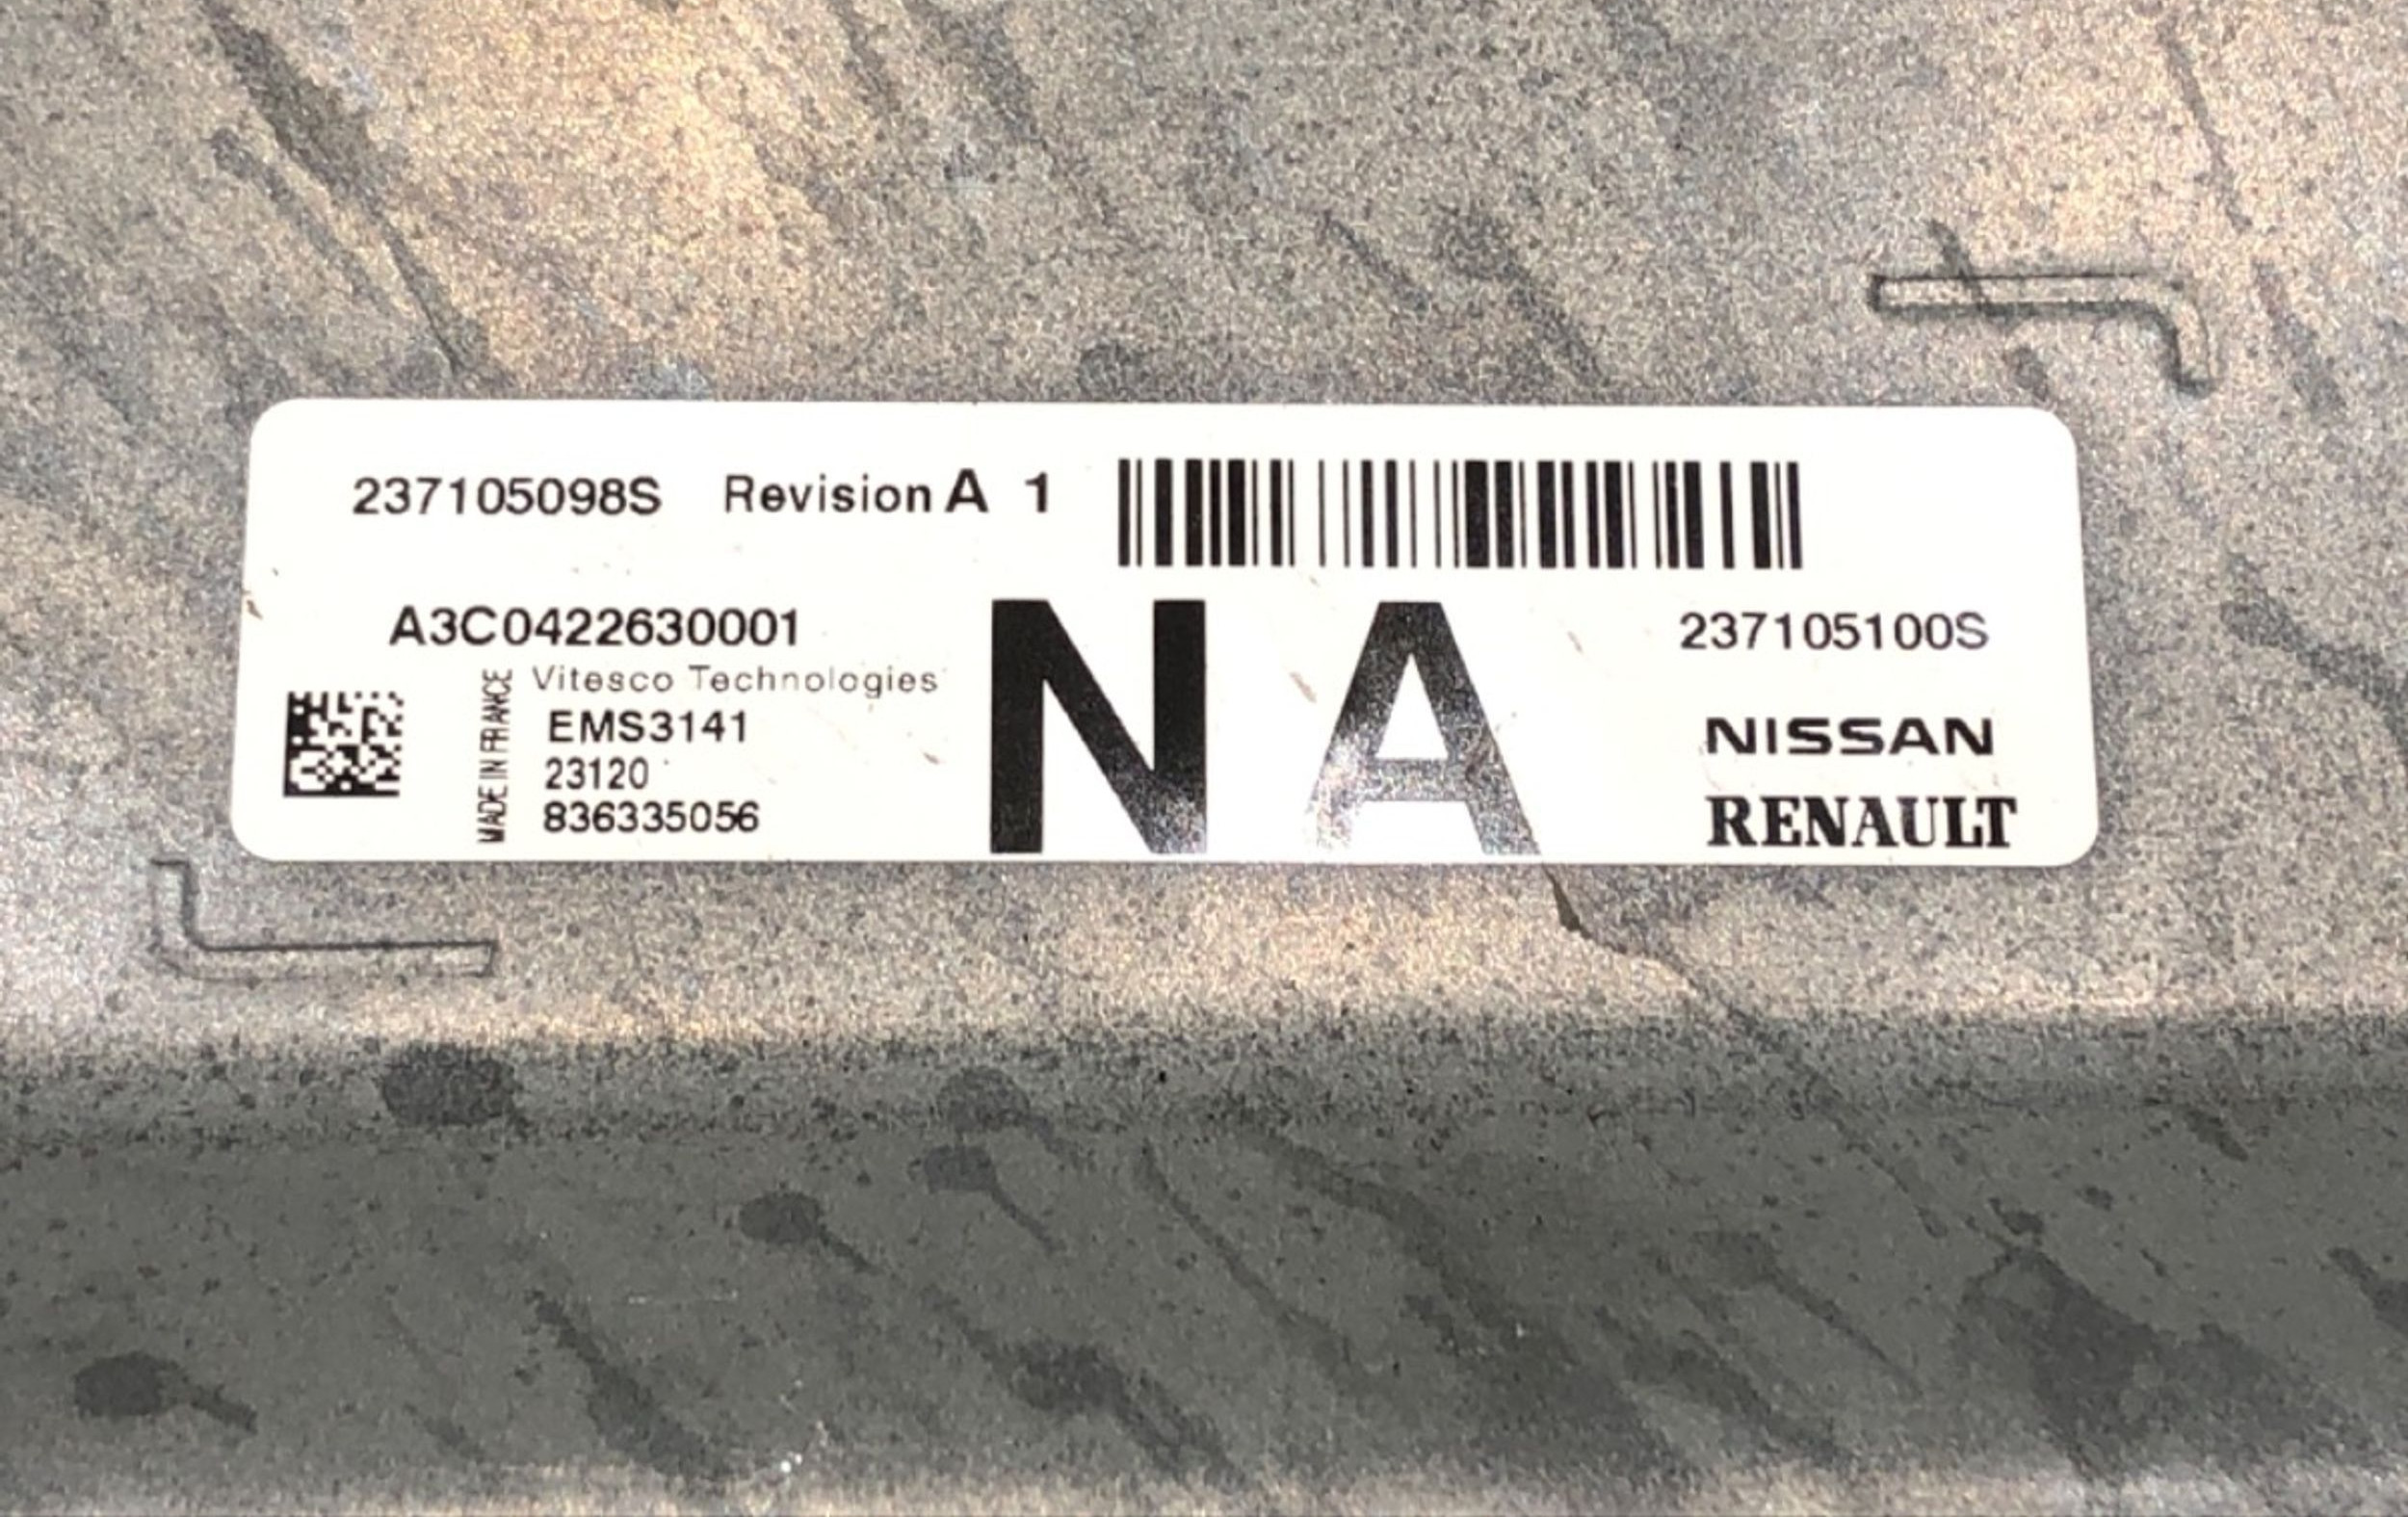 237105098S Revision A 1
A3C0422630001
Vitesco Technologies
MADE IN FRANCE
EMS3141
23120
836335056
NA
237105100S
NISSAN
RENAULT